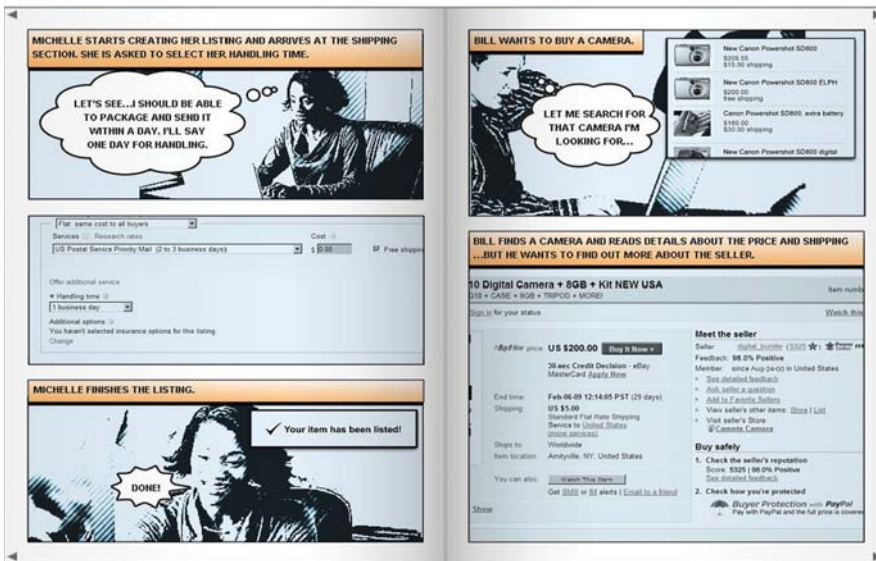 MICHELLE STARTS CREATING HER LISTING AND ARRIVES AT THE SHIPPING
SECTION. SHE IS ASKED TO SELECT HER HANDLING TIME.
LET'S SEE...I SHOULD BE ABLE
TO PACKAGE AND SEND IT
WITHIN A DAY. I'LL SAY
ONE DAY FOR HANDLING.
Flat same cost to all buyers
Services Research rates Cost
US Postal Service Priority Mail (2 to 3 business days) $ 0.00 Free shipping
Offer additional service
* Handling time
1 business day
Additional options
You haven't selected insurance options for this listing.
Change
MICHELLE FINISHES THE LISTING.
Your item has been listed!
DONE!
BILL WANTS TO BUY A CAMERA.
New Canon Powershot SD800
$15.00 shipping
New Canon Powershot SD800 ELPH
$200.00
free shipping
Canon Powershot SD800, extra battery
$160.00
$30.00 shipping
New Canon Powershot SD800 digital
LET ME SEARCH FOR
THAT CAMERA I'M
LOOKING FOR...
BILL FINDS A CAMERA AND READS DETAILS ABOUT THE PRICE AND SHIPPING
...BUT HE WANTS TO FIND OUT MORE ABOUT THE SELLER.
10 Digital Camera + 8GB + Kit NEW USA
G10 + CASE + 8GB + TRIPOD + MORE!
Item numb
Sign in for your status
Watch this
price: US $200.00 Buy It Now >
30 sec Credit Decision - eBay
MasterCard Apply Now
End time: Feb-06-09 12:14:05 PST (29 days)
Shipping: US $5.00
Standard Flat Rate Shipping
Service to United States
(more services)
Ships to: Worldwide
Item location: Amityville, NY, United States
You can also: Watch This Item
Get SMS or IM alerts | Email to a friend
Show
Meet the seller
Seller: (5325
Feedback: 98.0% Positive
Member: since Aug-24-00 in United States
See detailed feedback
Ask seller a question
Add to Favorite Sellers
View seller's other items: Store | List
Visit seller's Store
Cameta Camera
Buy safely
1. Check the seller's reputation
Score: 5325 | 98.0% Positive
See detailed feedback
2. Check how you're protected
Buyer Protection with PayPal
Pay with PayPal and the full price is covered